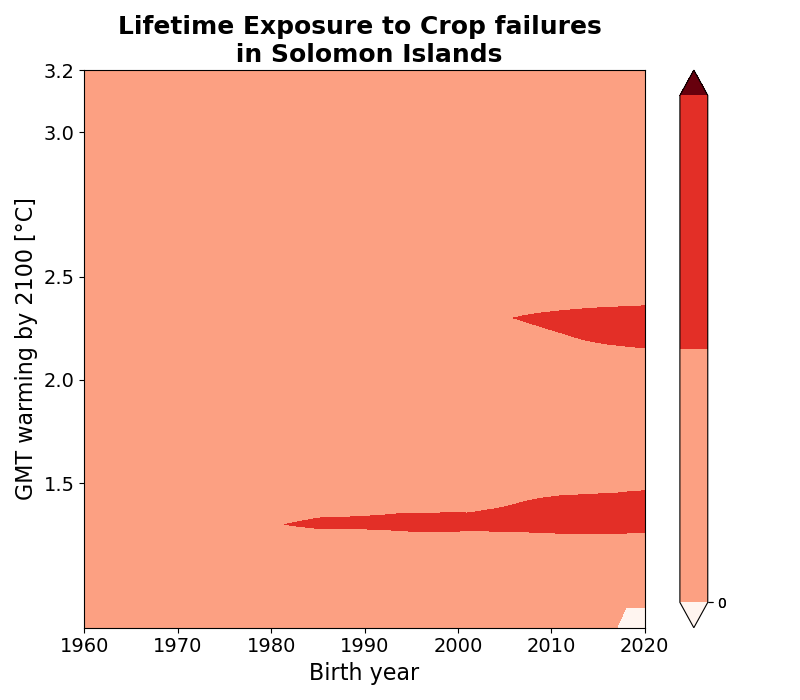 Lifetime Exposure to Crop failures
in Solomon Islands
GMT warming by 2100 [°C]
3.2
3.0
2.5
2.0
1.5
0
1960 1970 1980 1990 2000 2010 2020
Birth year